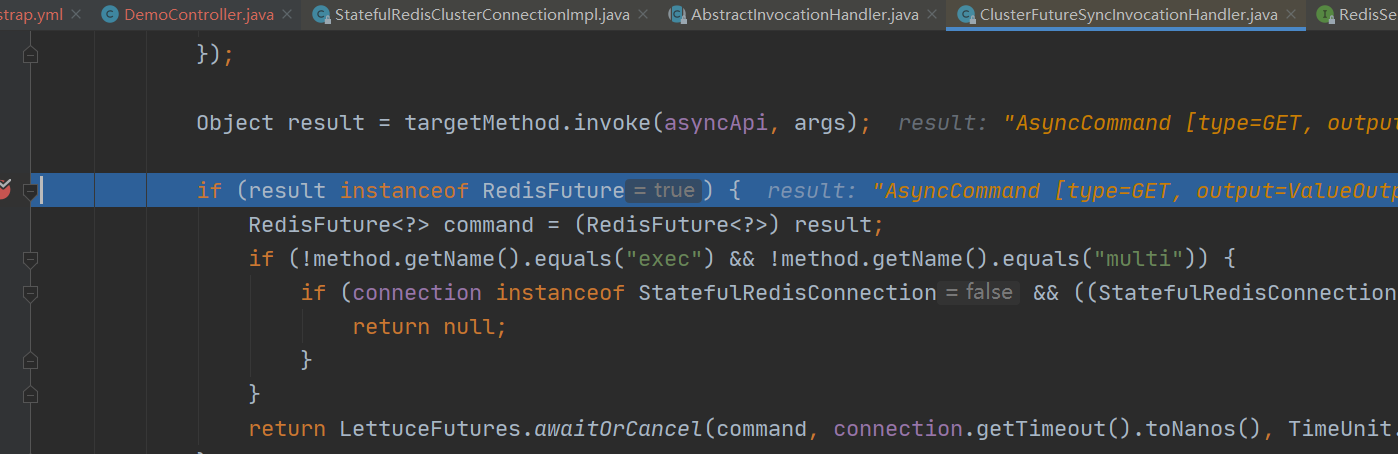 strap.yml × DemoController.java × StatefulRedisClusterConnectionImpl.java × AbstractInvocationHandler.java × ClusterFutureSyncInvocationHandler.java × RedisSe
});
Object result = targetMethod.invoke(asyncApi, args); result: "AsyncCommand [type=GET, outpu
if (result instanceof RedisFuture = true ) { result: "AsyncCommand [type=GET, output=ValueOutp
RedisFuture<?> command = (RedisFuture<?>) result;
if (!method.getName().equals("exec") && !method.getName().equals("multi")) {
if (connection instanceof StatefulRedisConnection = false && ((StatefulRedisConnection
return null;
}
}
return LettuceFutures.awaitOrCancel(command, connection.getTimeout().toNanos(), TimeUnit.